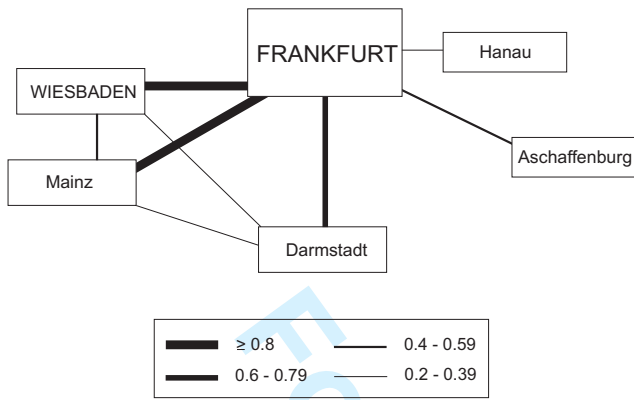 FRANKFURT
Hanau
WIESBADEN
Aschaffenburg
Mainz
Darmstadt
≥ 0.8
0.4 - 0.59
0.6 - 0.79
0.2 - 0.39